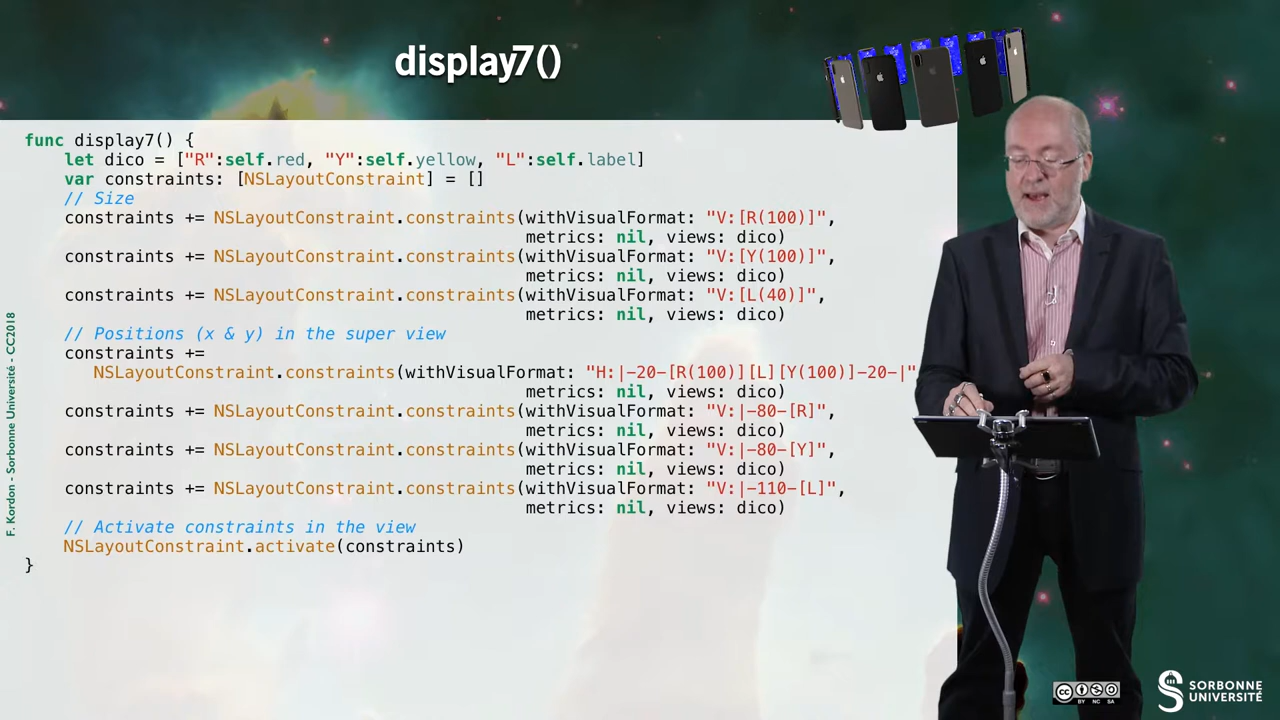 display7()
func display7() {
let dico = ["R":self.red, "Y":self.yellow, "L":self.label]
var constraints: [NSLayoutConstraint] = []
// Size
constraints += NSLayoutConstraint.constraints(withVisualFormat: "V:[R(100)]",
metrics: nil, views: dico)
constraints += NSLayoutConstraint.constraints(withVisualFormat: "V:[Y(100)]",
metrics: nil, views: dico)
constraints += NSLayoutConstraint.constraints(withVisualFormat: "V:[L(40)]",
metrics: nil, views: dico)
// Positions (x & y) in the super view
constraints +=
NSLayoutConstraint.constraints(withVisualFormat: "H:|-20-[R(100)][L][Y(100)]-20-|"
metrics: nil, views: dico)
constraints += NSLayoutConstraint.constraints(withVisualFormat: "V:|-80-[R]",
metrics: nil, views: dico)
constraints += NSLayoutConstraint.constraints(withVisualFormat: "V:|-80-[Y]",
metrics: nil, views: dico)
constraints += NSLayoutConstraint.constraints(withVisualFormat: "V:|-110-[L]",
metrics: nil, views: dico)
// Activate constraints in the view
NSLayoutConstraint.activate(constraints)
}
F. Kordon - Sorbonne Université - CC2018
cc
BY NC SA
SORBONNE
UNIVERSITÉ